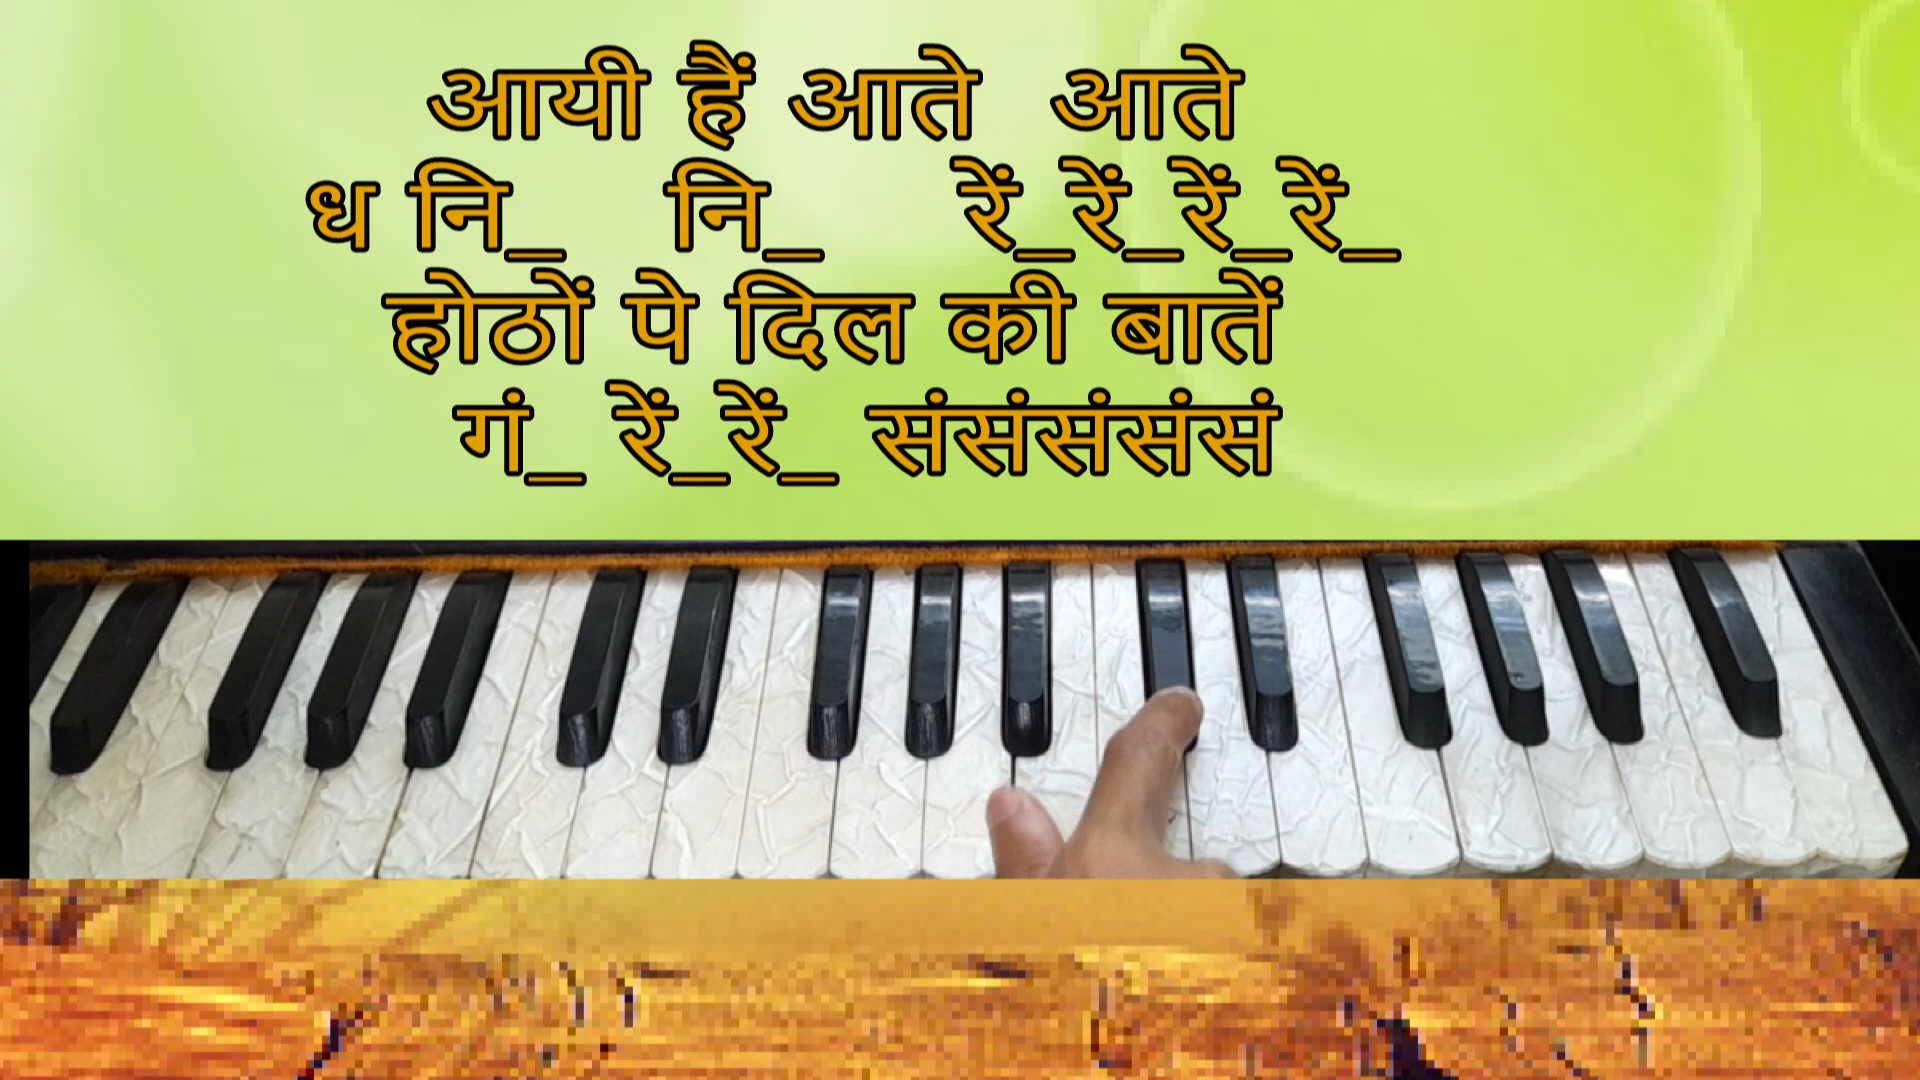 आयी हैं आते आते
ध नि_ नि_ रें_रें_रें_रें_
होठों पे दिल की बातें
गं_ रें_रें_ संसंसंसंसं